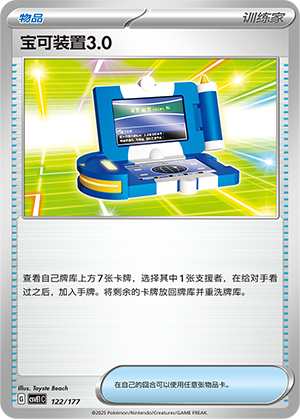 物品
训练家
宝可装置3.0
查看自己牌库上方7张卡牌，选择其中1张支援者，在给对手看
过之后，加入手牌。将剩余的卡牌放回牌库并重洗牌库。
Illus. Toyste Beach
122/177
在自己的回合可以使用任意张物品卡。
©2025 Pokémon/Nintendo/Creatures/GAME FREAK.